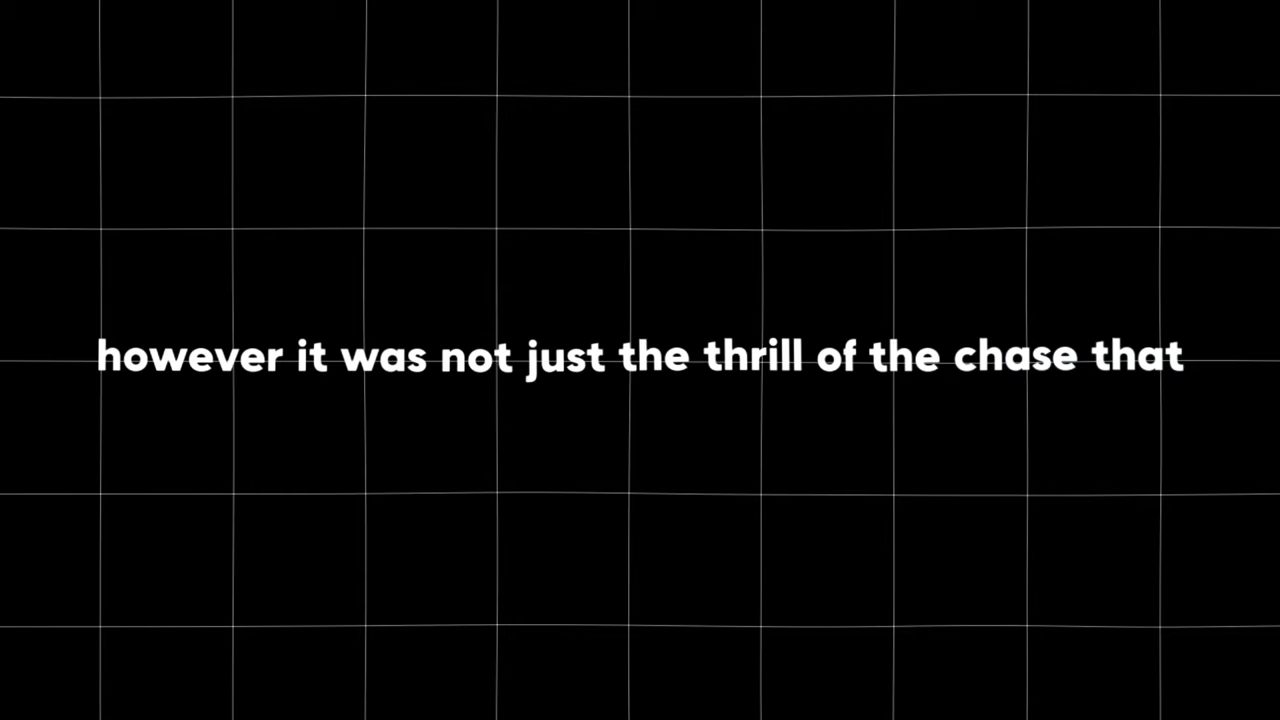 however it was not just the thrill of the chase that